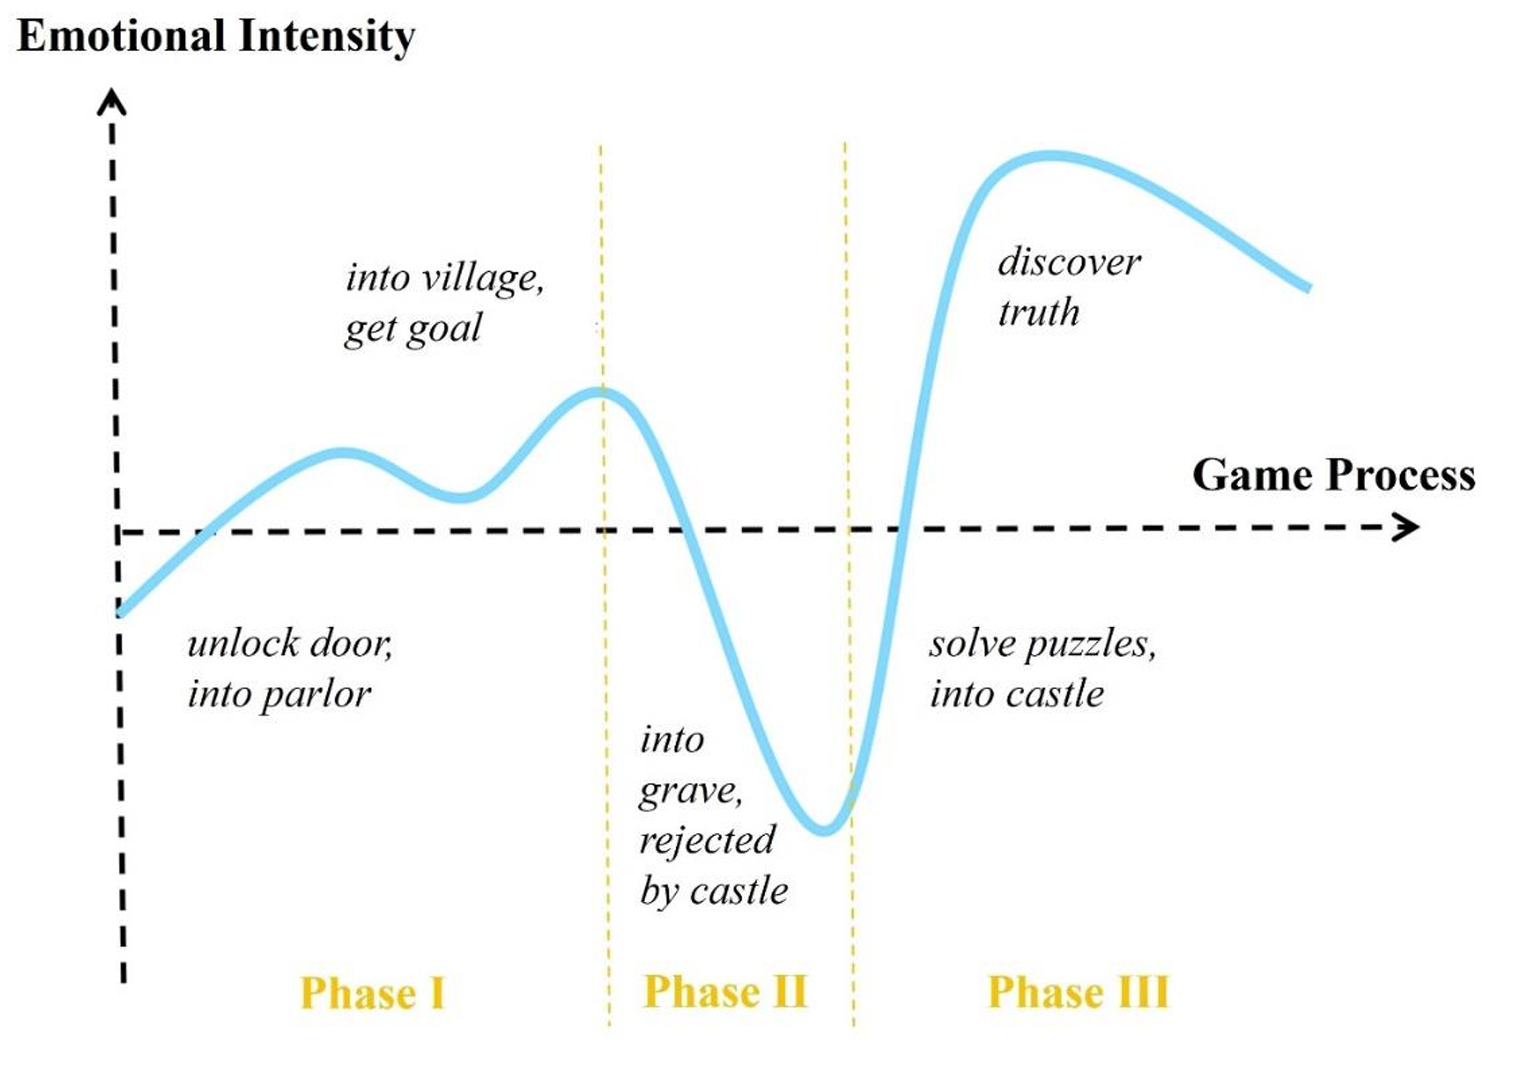 Emotional Intensity
into village,
get goal
discover
truth
Game Process
unlock door,
into parlor
solve puzzles,
into castle
into
grave,
rejected
by castle
Phase I
Phase II
Phase III